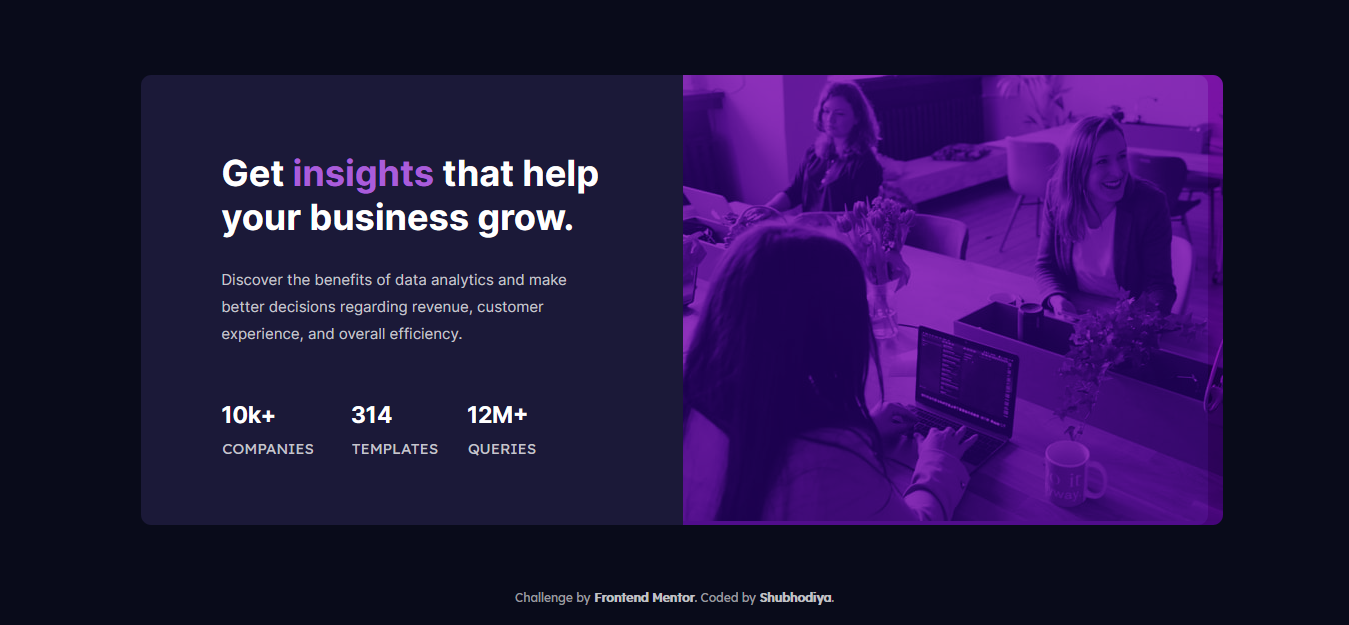 Get insights that help
your business grow.
Discover the benefits of data analytics and make
better decisions regarding revenue, customer
experience, and overall efficiency.
10k+ 314 12M+
COMPANIES TEMPLATES QUERIES
Challenge by Frontend Mentor. Coded by Shubhodiya.